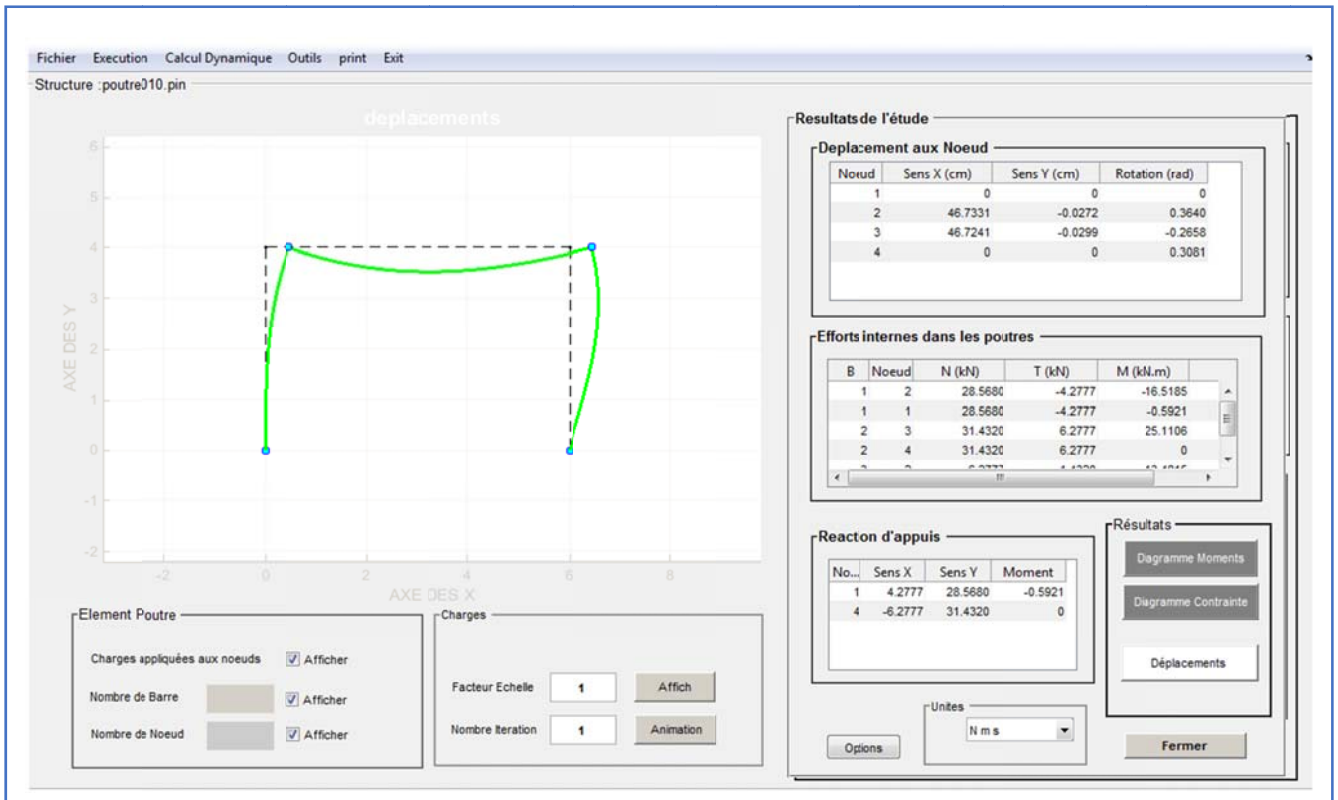 Fichier Execution Calcul Dynamique Outils print Exit
Structure :poutre010.pin
deplacements
6
5
4
3
2
1
0
-1
-2
AXE DES Y
-2 0 2 4 6 8
AXE DES X
Resultats de l'étude
Deplacement aux Noeud
Noeud Sens X (cm) Sens Y (cm) Rotation (rad)
1 0 0 0
2 46.7331 -0.0272 0.3640
3 46.7241 -0.0299 -0.2658
4 0 0 0.3081
Efforts internes dans les poutres
B Noeud N (kN) T (kN) M (kN.m)
1 2 28.5680 -4.2777 -16.5185
1 1 28.5680 -4.2777 -0.5921
2 3 31.4320 6.2777 25.1106
2 4 31.4320 6.2777 0
Reacton d'appuis
No... Sens X Sens Y Moment
1 4.2777 28.5680 -0.5921
4 -6.2777 31.4320 0
Résultats
Diagramme Moments
Diagramme Contrainte
Déplacements
Element Poutre
Charges appliquées aux noeuds Afficher
Nombre de Barre Afficher
Nombre de Noeud Afficher
Charges
Facteur Echelle 1 Affich
Nombre Iteration 1 Animation
Unites
N m s
Options
Fermer